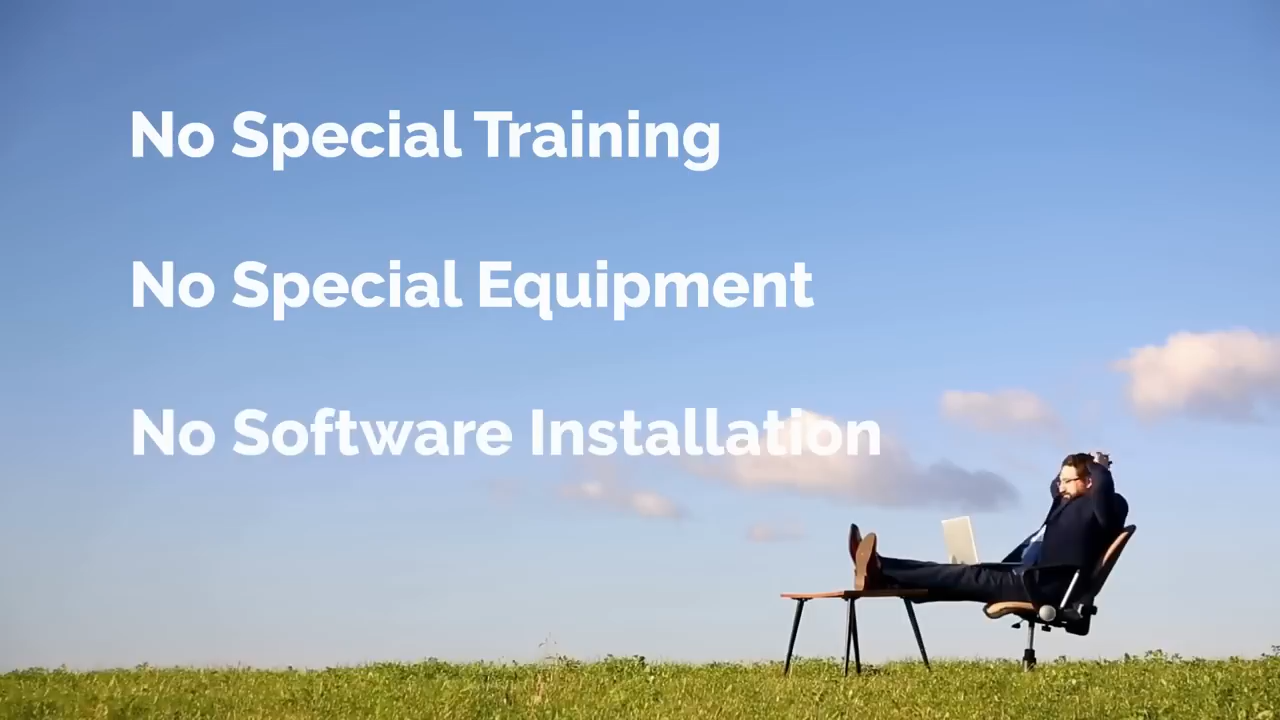 No Special Training
No Special Equipment
No Software Installation